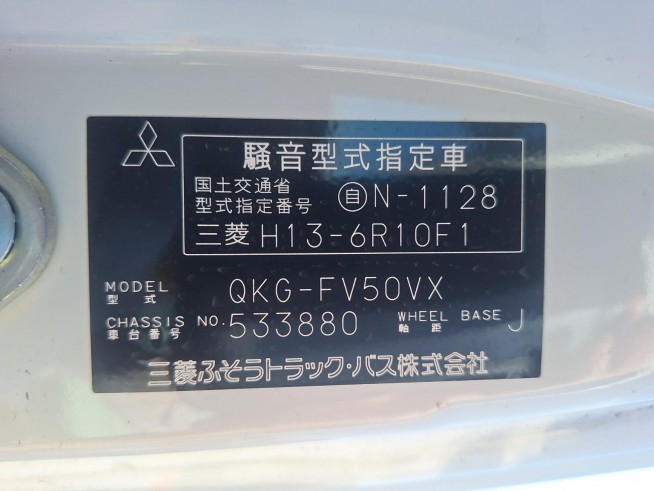 騒音型式指定車
国土交通省
型式指定番号 自N-1128
三菱 H13-6R10F1
MODEL 型式 QKG-FV50VX
CHASSIS NO. 車台番号 533880 WHEEL BASE 軸距 J
三菱ふそうトラック・バス株式会社